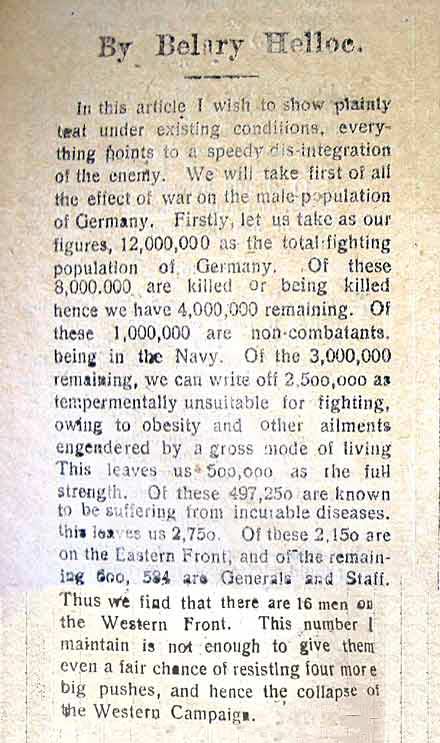 By Belary Helloc.
In this article I wish to show plainly
teat under existing conditions, every-
thing points to a speedy dis-integration
of the enemy. We will take first of all
the effect of war on the male population
of Germany. Firstly, let us take as our
figures, 12,000,000 as the total fighting
population of Germany. Of these
8,000.000 are killed or being killed
hence we have 4,000,000 remaining. Of
these 1,000,000 are non-combatants.
being in the Navy. Of the 3,000,000
remaining, we can write off 2,500,000 as
tempermentally unsuitable for fighting,
owing to obesity and other ailments
engendered by a gross mode of living
This leaves us 500,000 as the full
strength. Of these 497,250 are known
to be suffering from incurable diseases.
this leaves us 2,750. Of these 2,150 are
on the Eastern Front, and of the remain-
ing 600, 584 are Generals and Staff.
Thus we find that there are 16 men on
the Western Front. This number I
maintain is not enough to give them
even a fair chance of resisting four more
big pushes, and hence the collapse of
the Western Campaign.